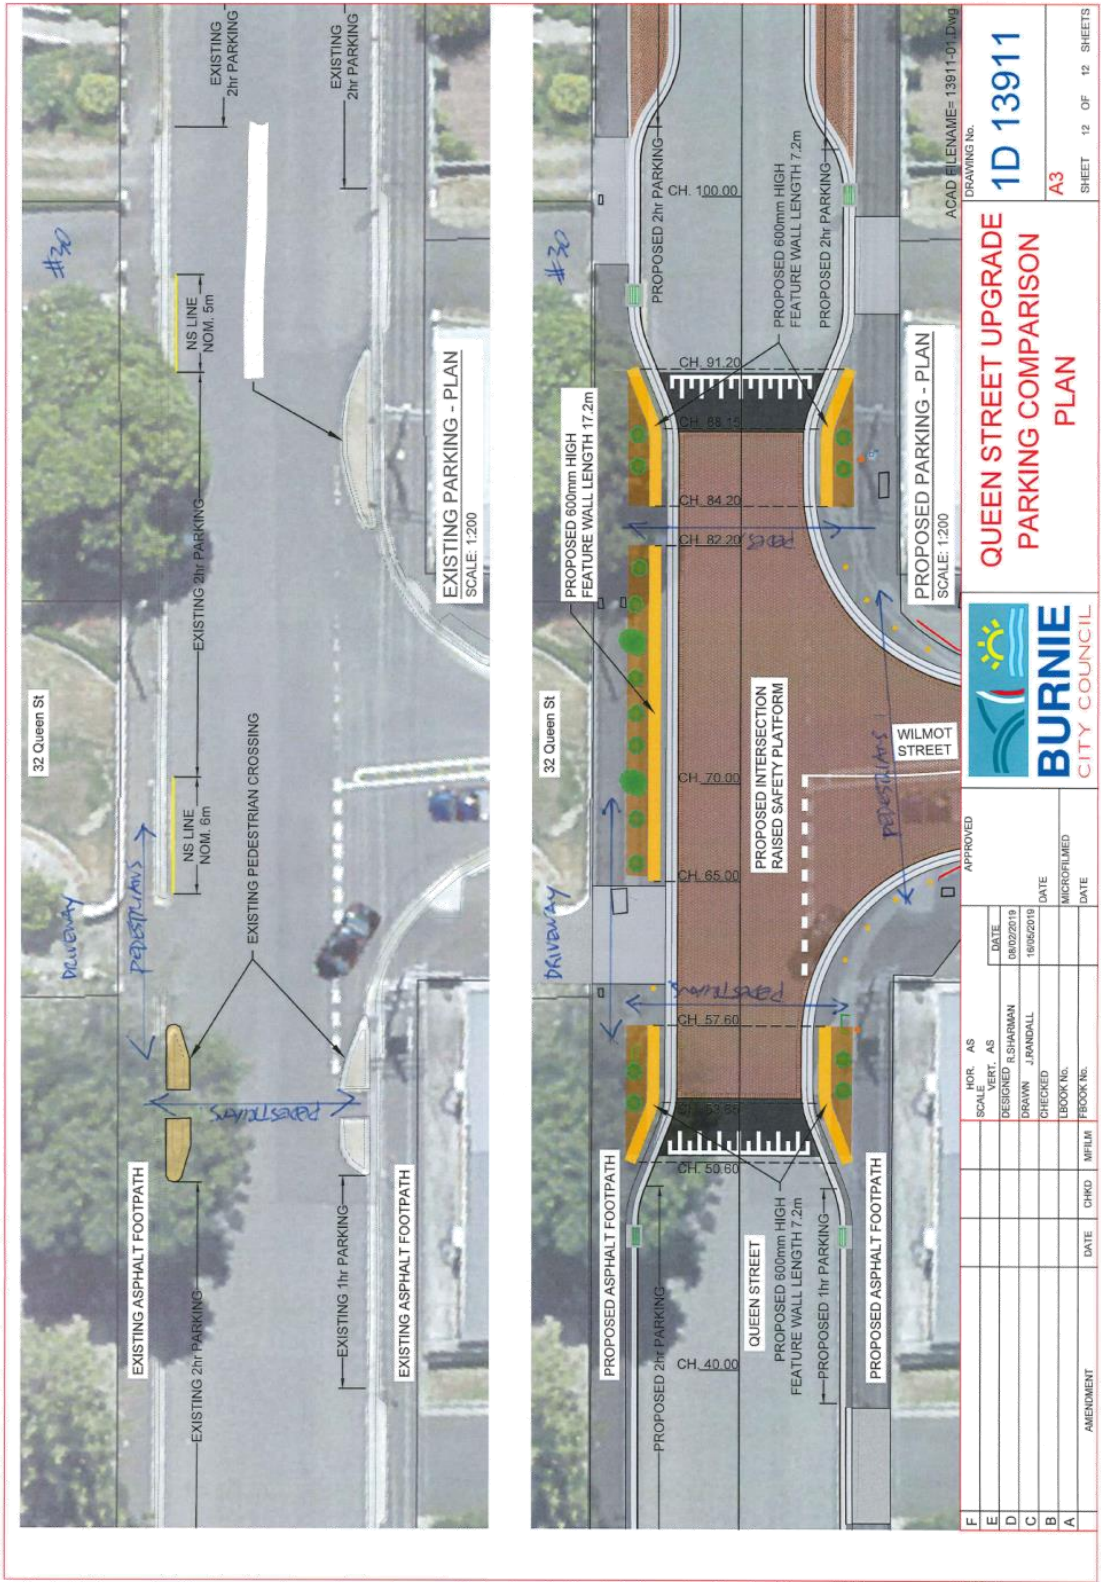 32 Queen St
#30
DRIVEWAY
PEDESTRIANS
PEDESTRIANS
EXISTING
2hr PARKING
EXISTING
2hr PARKING
NS LINE
NOM. 5m
EXISTING 2hr PARKING
NS LINE
NOM. 6m
EXISTING PEDESTRIAN CROSSING
EXISTING ASPHALT FOOTPATH
EXISTING 2hr PARKING
EXISTING 1hr PARKING
EXISTING ASPHALT FOOTPATH
EXISTING PARKING - PLAN
SCALE: 1:200
32 Queen St
#30
DRIVEWAY
PROPOSED 600mm HIGH
FEATURE WALL LENGTH 17.2m
PROPOSED 2hr PARKING
CH. 100.00
PROPOSED 600mm HIGH
FEATURE WALL LENGTH 7.2m
PROPOSED 2hr PARKING
CH. 91.20
CH. 88.15
CH. 84.20
CH. 82.20
PEDES.
CH. 70.00
PROPOSED INTERSECTION
RAISED SAFETY PLATFORM
CH. 65.00
WILMOT
STREET
PEDESTRIANS
PEDESTRIANS
CH. 57.60
CH. 53.65
CH. 50.60
PROPOSED ASPHALT FOOTPATH
PROPOSED 2hr PARKING
QUEEN STREET
PROPOSED 600mm HIGH
FEATURE WALL LENGTH 7.2m
PROPOSED 1hr PARKING
CH. 40.00
PROPOSED ASPHALT FOOTPATH
PROPOSED PARKING - PLAN
SCALE: 1:200
ACAD FILENAME= 13911-01.Dwg
F
E
D
C
B
A
AMENDMENT
DATE
CHKD
MFILM
SCALE
HOR. AS
VERT. AS
DATE
DESIGNED R.SHARMAN 08/02/2019
DRAWN J.RANDALL 16/05/2019
CHECKED
DATE
LBOOK No.
MICROFILMED
FBOOK No.
DATE
APPROVED
BURNIE
CITY COUNCIL
QUEEN STREET UPGRADE
PARKING COMPARISON
PLAN
DRAWING No.
1D 13911
A3
SHEET 12 OF 12 SHEETS